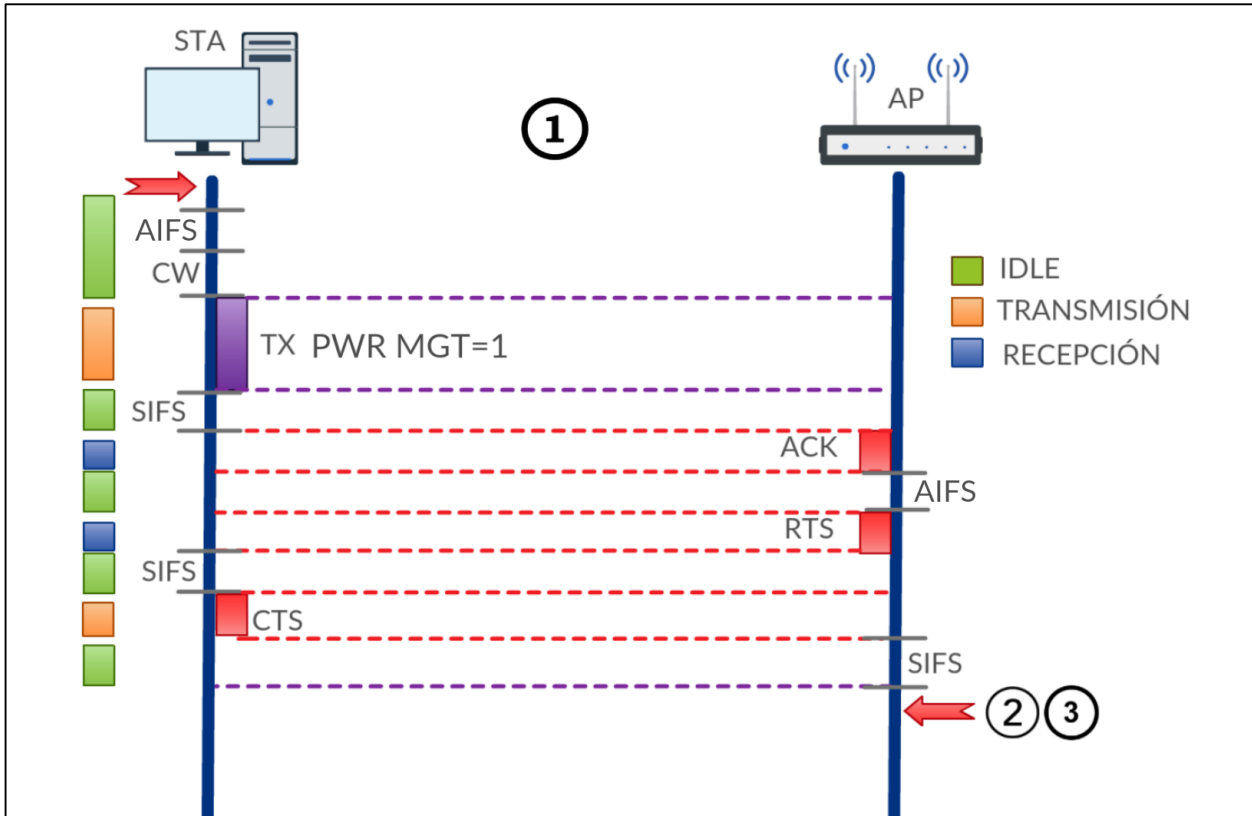 STA
AP
1
AIFS
CW
IDLE
TRANSMISIÓN
RECEPCIÓN
TX PWR MGT=1
SIFS
ACK
AIFS
RTS
SIFS
CTS
SIFS
2 3